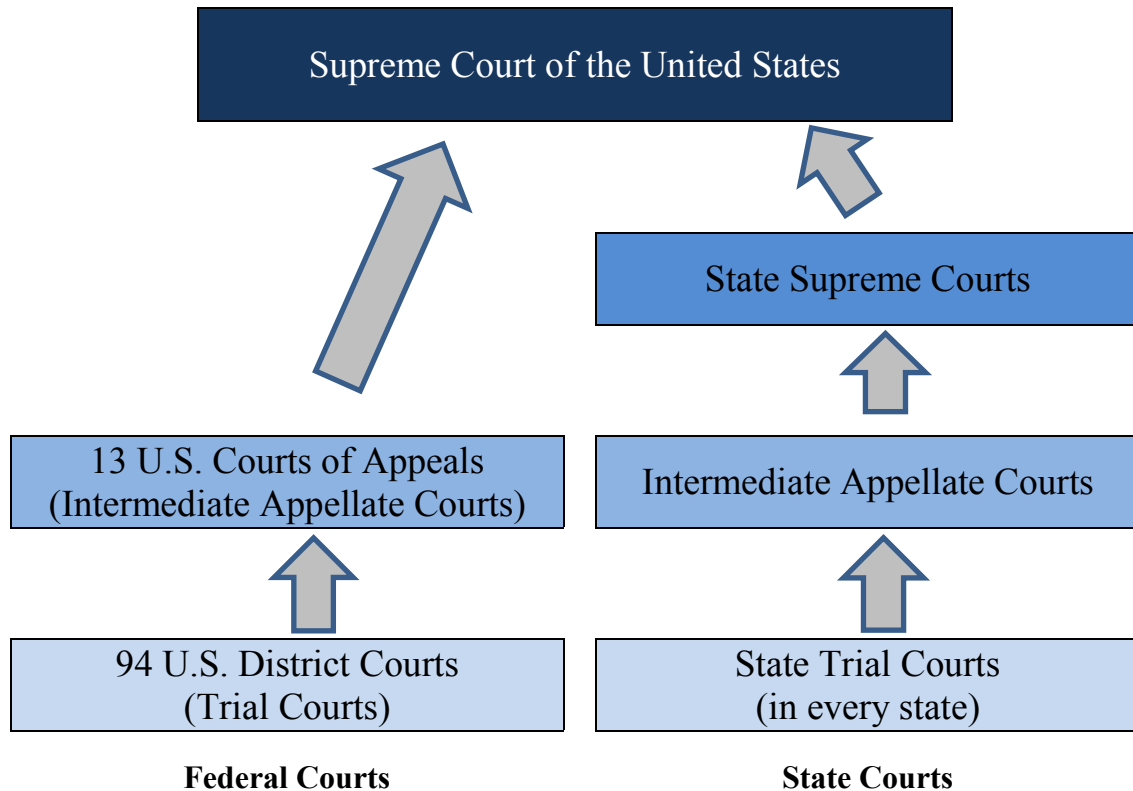 Supreme Court of the United States
State Supreme Courts
13 U.S. Courts of Appeals
(Intermediate Appellate Courts)
Intermediate Appellate Courts
94 U.S. District Courts
(Trial Courts)
State Trial Courts
(in every state)
Federal Courts
State Courts